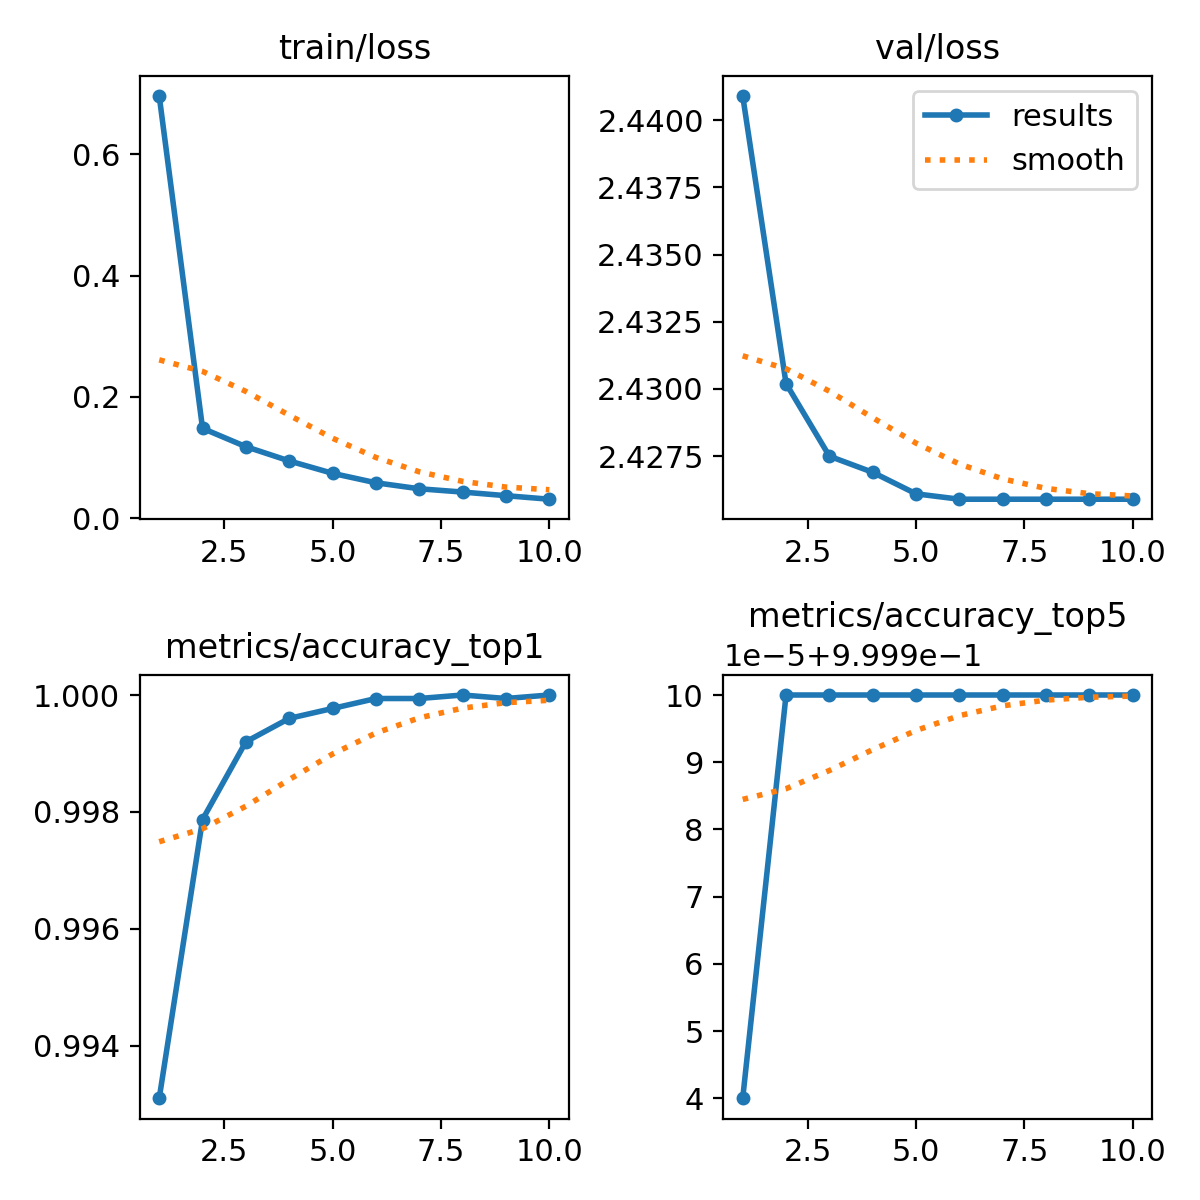 train/loss
0.6
0.4
0.2
0.0
2.5 5.0 7.5 10.0
val/loss
results
smooth
2.4400
2.4375
2.4350
2.4325
2.4300
2.4275
2.5 5.0 7.5 10.0
metrics/accuracy_top1
1.000
0.998
0.996
0.994
2.5 5.0 7.5 10.0
metrics/accuracy_top5
1e−5+9.999e−1
10
9
8
7
6
5
4
2.5 5.0 7.5 10.0